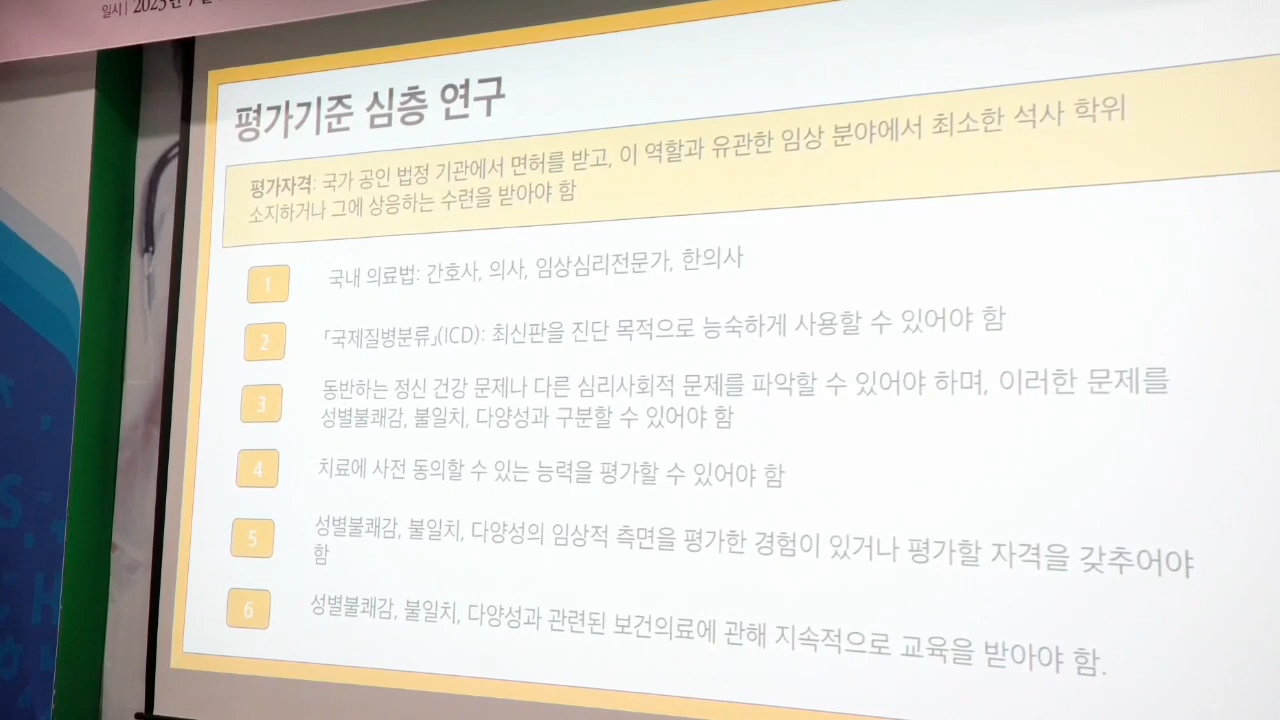 일시 | 2023년
평가기준 심층 연구
평가자격: 국가 공인 법정 기관에서 면허를 받고, 이 역할과 유관한 임상 분야에서 최소한 석사 학위
소지하거나 그에 상응하는 수련을 받아야 함
1 국내 의료법: 간호사, 의사, 임상심리전문가, 한의사
2 「국제질병분류」(ICD): 최신판을 진단 목적으로 능숙하게 사용할 수 있어야 함
3 동반하는 정신 건강 문제나 다른 심리사회적 문제를 파악할 수 있어야 하며, 이러한 문제를
성별불쾌감, 불일치, 다양성과 구분할 수 있어야 함
4 치료에 사전 동의할 수 있는 능력을 평가할 수 있어야 함
5 성별불쾌감, 불일치, 다양성의 임상적 측면을 평가한 경험이 있거나 평가할 자격을 갖추어야
함
6 성별불쾌감, 불일치, 다양성과 관련된 보건의료에 관해 지속적으로 교육을 받아야 함.